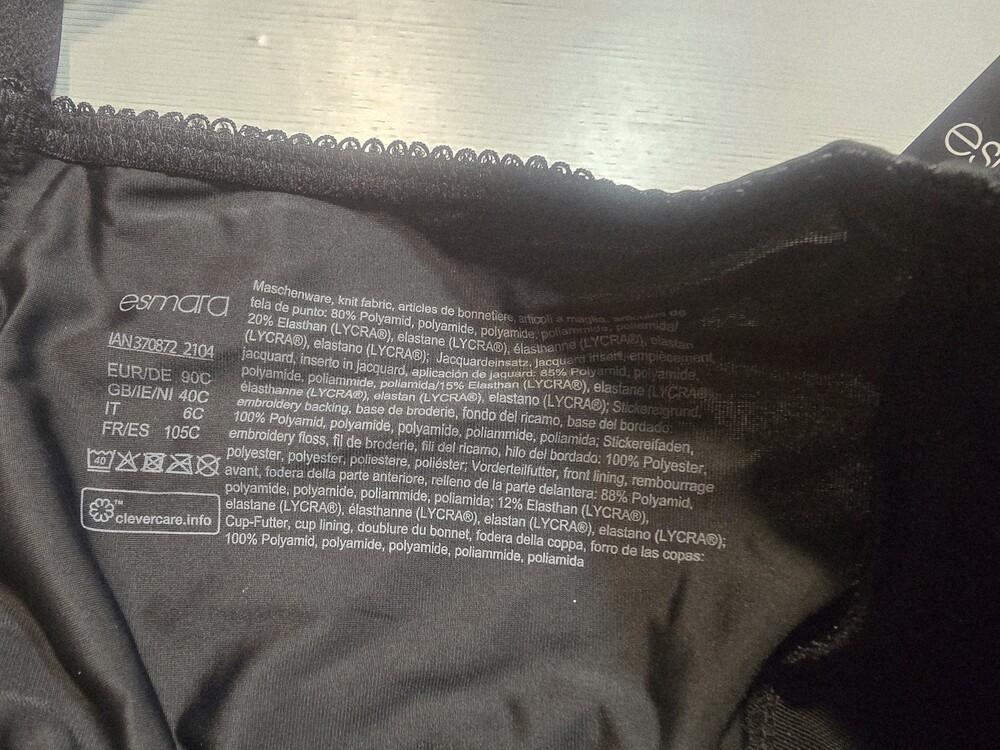 es
esmara
IAN370872_2104
EUR/DE 90C
GB/IE/NI 40C
IT 6C
FR/ES 105C
40
clevercare.info
™
Maschenware, knit fabric, articles de bonnetière, articoli a maglia, artículos de
tela de punto: 80% Polyamid, polyamide, polyamide, poliammide, poliamida/
20% Elasthan (LYCRA®), elastane (LYCRA®), élasthanne (LYCRA®), elastan
(LYCRA®), elastano (LYCRA®); Jacquardeinsatz, jacquard insert, empiècement
jacquard, inserto in jacquard, aplicación de jaquard: 85% Polyamid, polyamide,
polyamide, poliammide, poliamida/15% Elasthan (LYCRA®), elastane (LYCRA®),
élasthanne (LYCRA®), elastan (LYCRA®), elastano (LYCRA®); Stickereigrund,
embroidery backing, base de broderie, fondo del ricamo, base del bordado:
100% Polyamid, polyamide, polyamide, poliammide, poliamida; Stickereifaden,
embroidery floss, fil de broderie, fili del ricamo, hilo del bordado: 100% Polyester,
polyester, polyester, poliestere, poliéster; Vorderteilfutter, front lining, rembourrage
avant, fodera della parte anteriore, relleno de la parte delantera: 88% Polyamid,
polyamide, polyamide, poliammide, poliamida; 12% Elasthan (LYCRA®),
elastane (LYCRA®), élasthanne (LYCRA®), elastan (LYCRA®), elastano (LYCRA®);
Cup-Futter, cup lining, doublure du bonnet, fodera della coppa, forro de las copas:
100% Polyamid, polyamide, polyamide, poliammide, poliamida